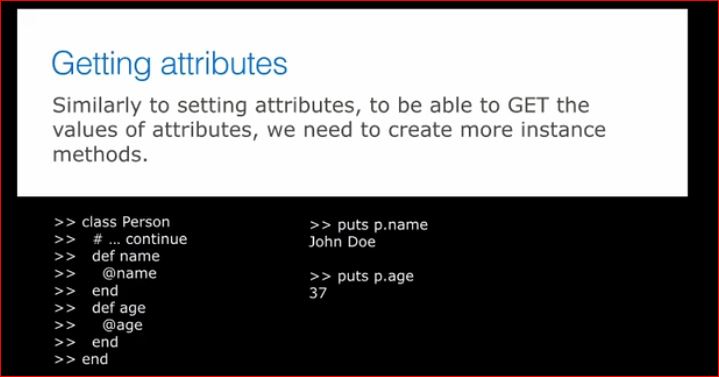 Getting attributes
Similarly to setting attributes, to be able to GET the
values of attributes, we need to create more instance
methods.
>> class Person
>>   # ... continue
>>   def name
>>     @name
>>   end
>>   def age
>>     @age
>>   end
>> end
>> puts p.name
John Doe
>> puts p.age
37